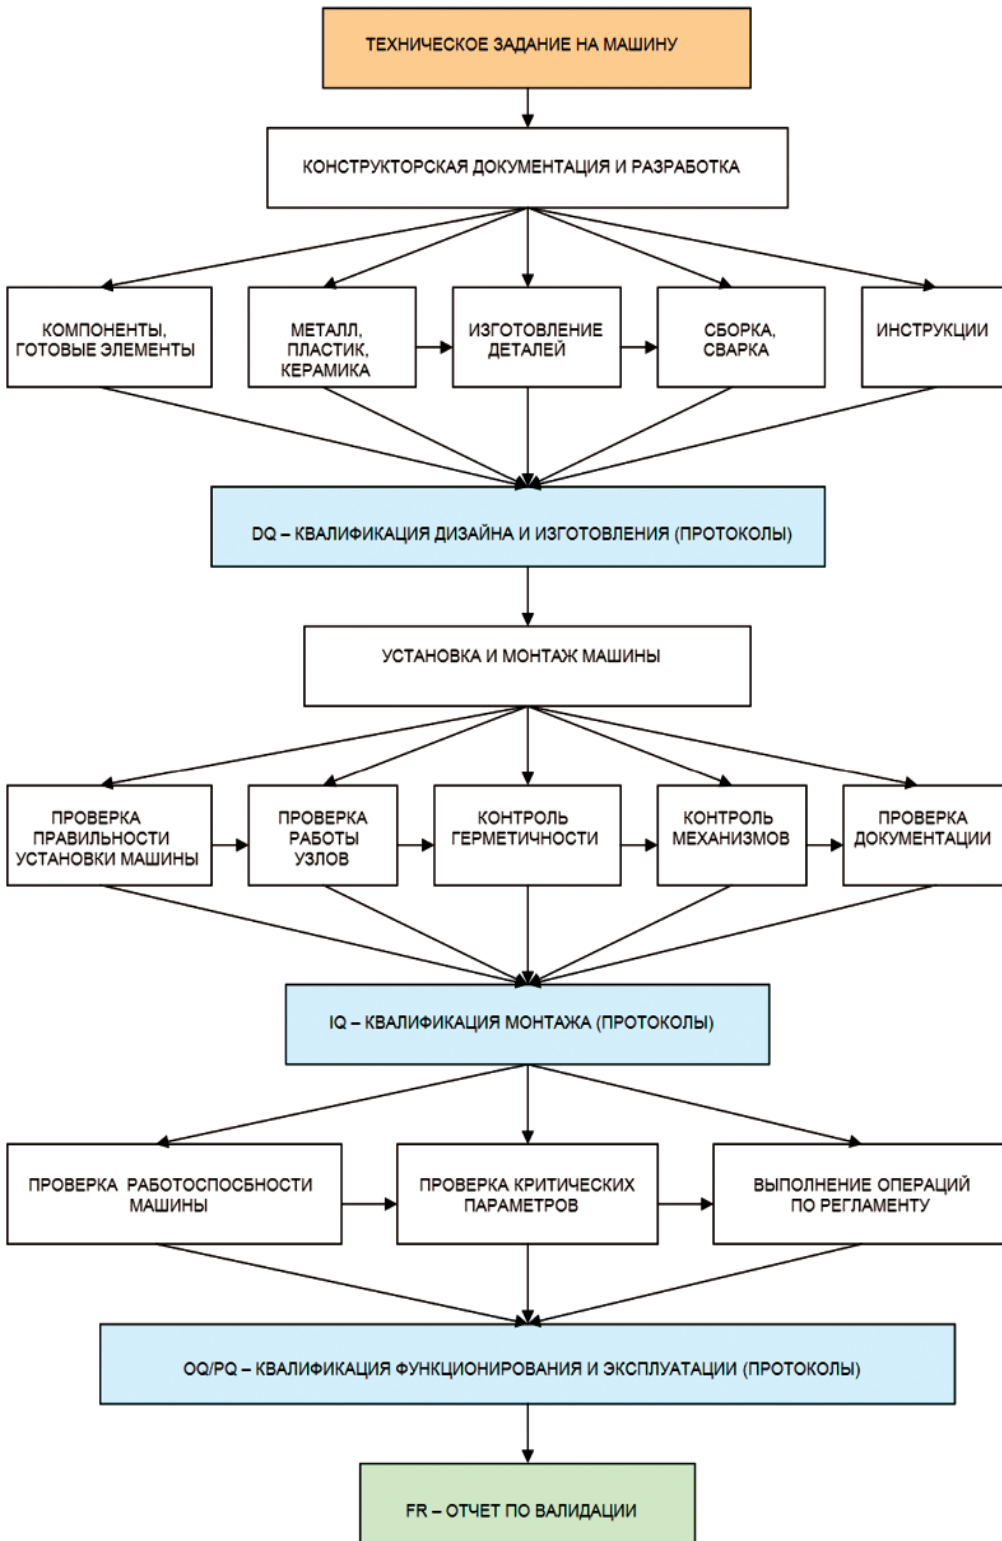 ТЕХНИЧЕСКОЕ ЗАДАНИЕ НА МАШИНУ
КОНСТРУКТОРСКАЯ ДОКУМЕНТАЦИЯ И РАЗРАБОТКА
КОМПОНЕНТЫ,
ГОТОВЫЕ ЭЛЕМЕНТЫ
МЕТАЛЛ,
ПЛАСТИК,
КЕРАМИКА
ИЗГОТОВЛЕНИЕ
ДЕТАЛЕЙ
СБОРКА,
СВАРКА
ИНСТРУКЦИИ
DQ – КВАЛИФИКАЦИЯ ДИЗАЙНА И ИЗГОТОВЛЕНИЯ (ПРОТОКОЛЫ)
УСТАНОВКА И МОНТАЖ МАШИНЫ
ПРОВЕРКА
ПРАВИЛЬНОСТИ
УСТАНОВКИ МАШИНЫ
ПРОВЕРКА
РАБОТЫ
УЗЛОВ
КОНТРОЛЬ
ГЕРМЕТИЧНОСТИ
КОНТРОЛЬ
МЕХАНИЗМОВ
ПРОВЕРКА
ДОКУМЕНТАЦИИ
IQ – КВАЛИФИКАЦИЯ МОНТАЖА (ПРОТОКОЛЫ)
ПРОВЕРКА РАБОТОСПОСБНОСТИ
МАШИНЫ
ПРОВЕРКА КРИТИЧЕСКИХ
ПАРАМЕТРОВ
ВЫПОЛНЕНИЕ ОПЕРАЦИЙ
ПО РЕГЛАМЕНТУ
OQ/PQ – КВАЛИФИКАЦИЯ ФУНКЦИОНИРОВАНИЯ И ЭКСПЛУАТАЦИИ (ПРОТОКОЛЫ)
FR – ОТЧЕТ ПО ВАЛИДАЦИИ